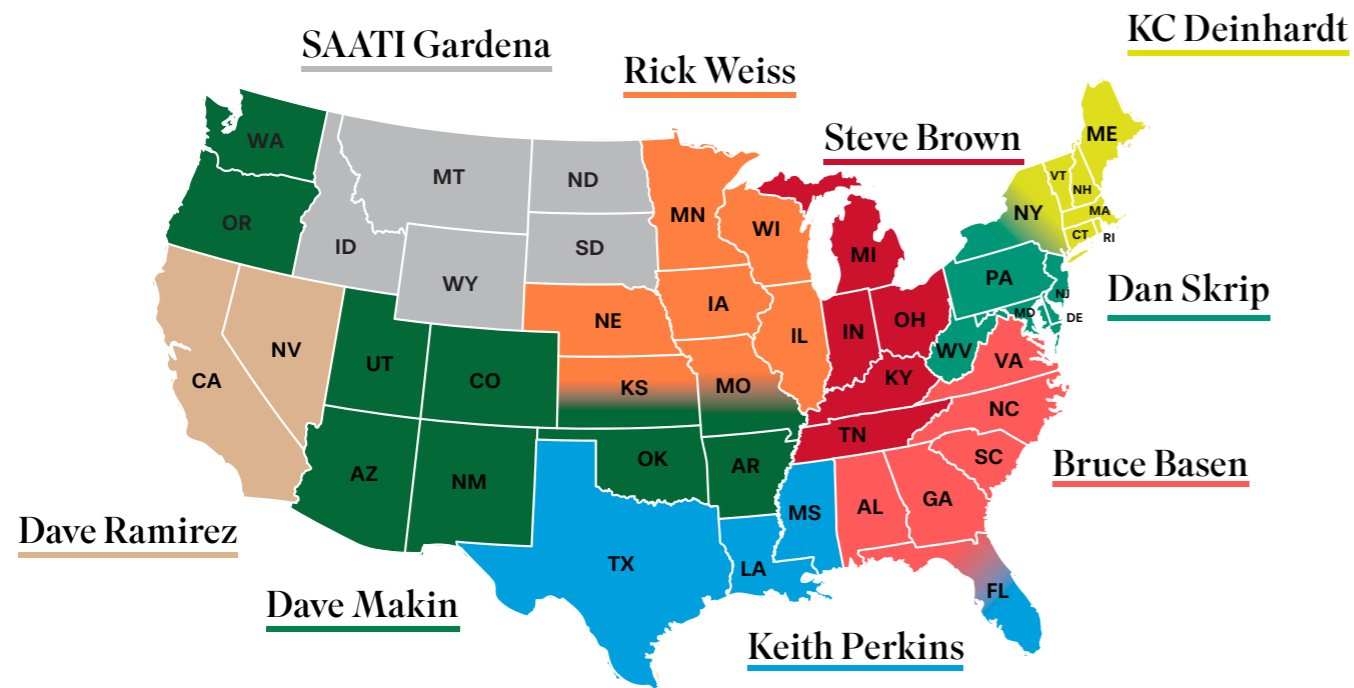 KC Deinhardt
SAATI Gardena
Rick Weiss
Steve Brown
ME
WA
VT
MT
ND
NH
MN
NY
MA
OR
WI
CT
RI
ID
SD
MI
WY
PA
Dan Skrip
NJ
IA
MD
DE
NE
OH
IN
IL
NV
WV
UT
VA
CA
CO
KY
KS
MO
NC
TN
SC
OK
AR
Bruce Basen
AZ
NM
GA
AL
MS
Dave Ramirez
TX
LA
FL
Dave Makin
Keith Perkins